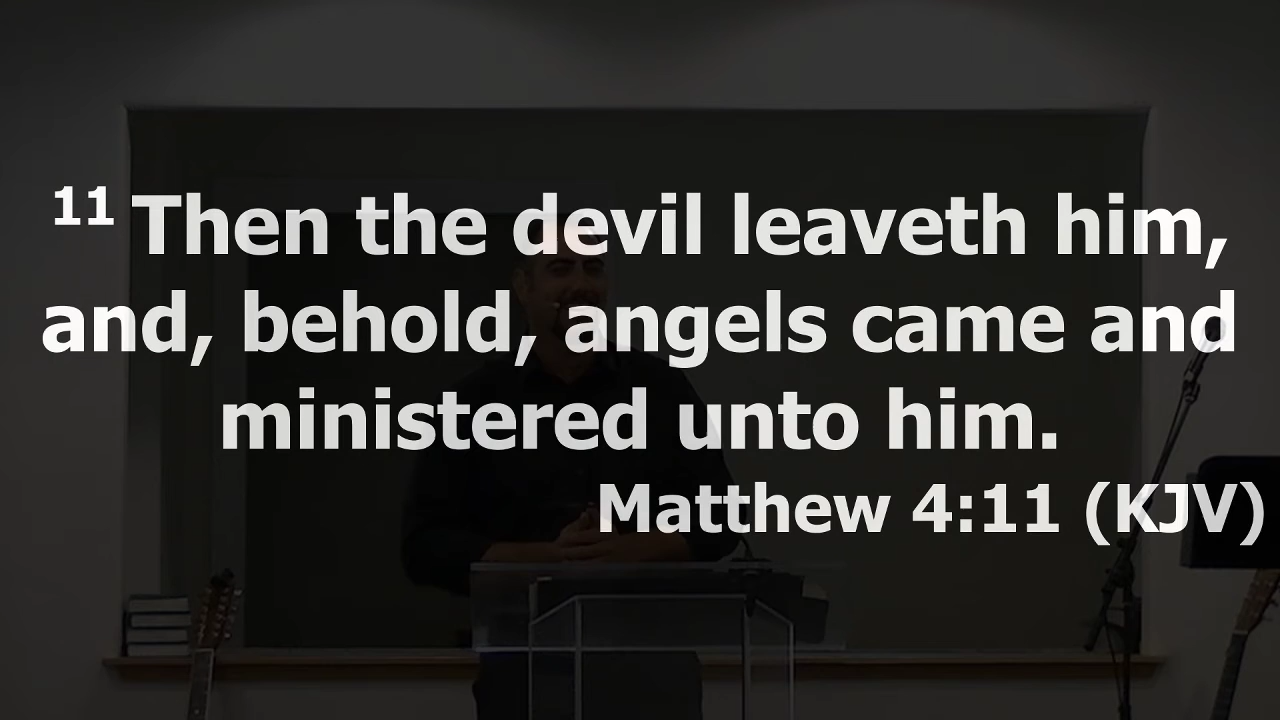 11 Then the devil leaveth him,
and, behold, angels came and
ministered unto him.
Matthew 4:11 (KJV)